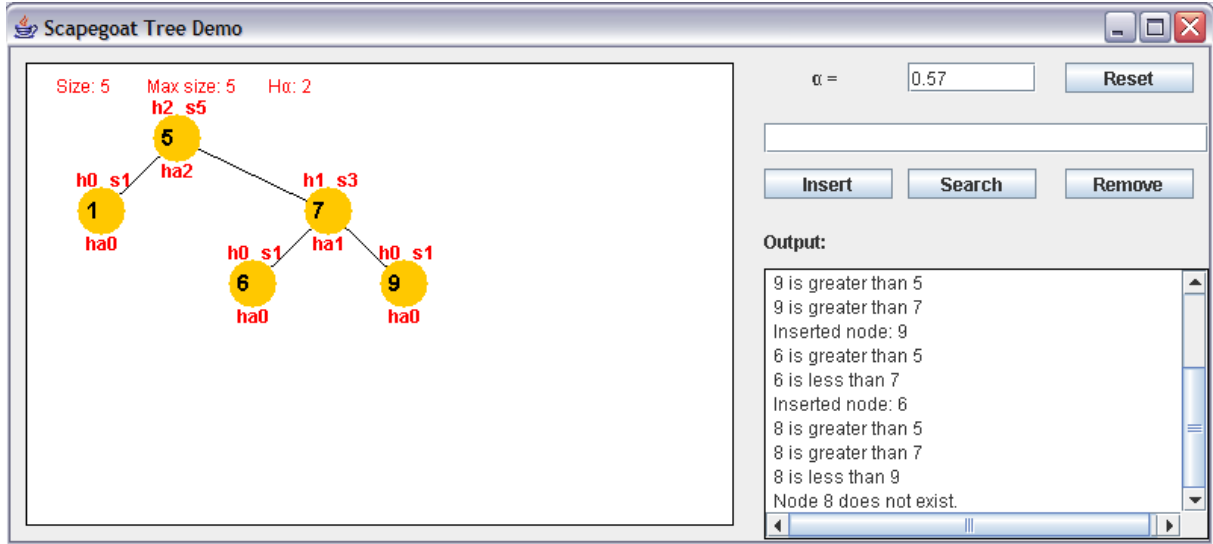 Scapegoat Tree Demo
Size: 5 Max size: 5 Hα: 2
h2 s5
5
ha2
h0 s1
1
ha0
h1 s3
7
ha1
h0 s1
6
ha0
h0 s1
9
ha0
α = 0.57 Reset
Insert Search Remove
Output:
9 is greater than 5
9 is greater than 7
Inserted node: 9
6 is greater than 5
6 is less than 7
Inserted node: 6
8 is greater than 5
8 is greater than 7
8 is less than 9
Node 8 does not exist.